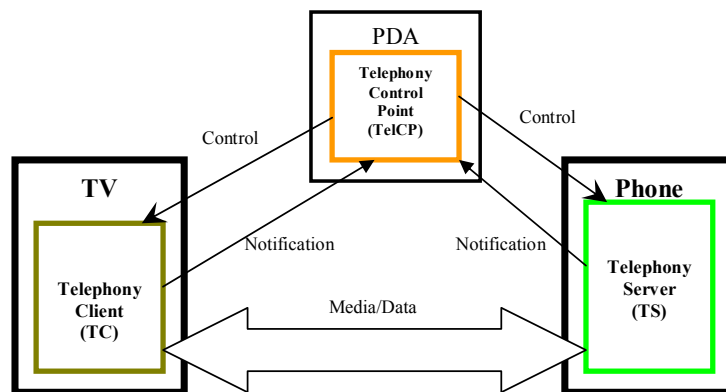 PDA
Telephony
Control
Point
(TelCP)
Control
Control
TV
Phone
Notification
Notification
Telephony
Client
(TC)
Telephony
Server
(TS)
Media/Data